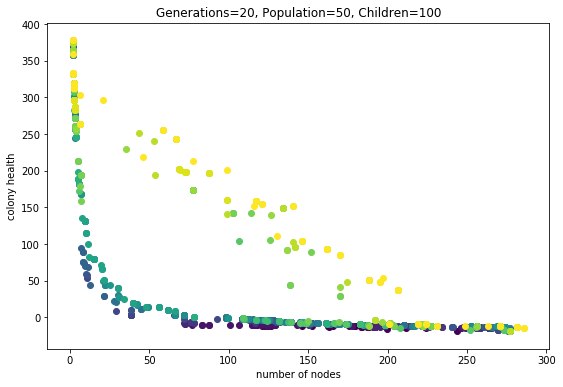 Generations=20, Population=50, Children=100
400
350
300
250
200
150
100
50
0
colony health
0 50 100 150 200 250 300
number of nodes